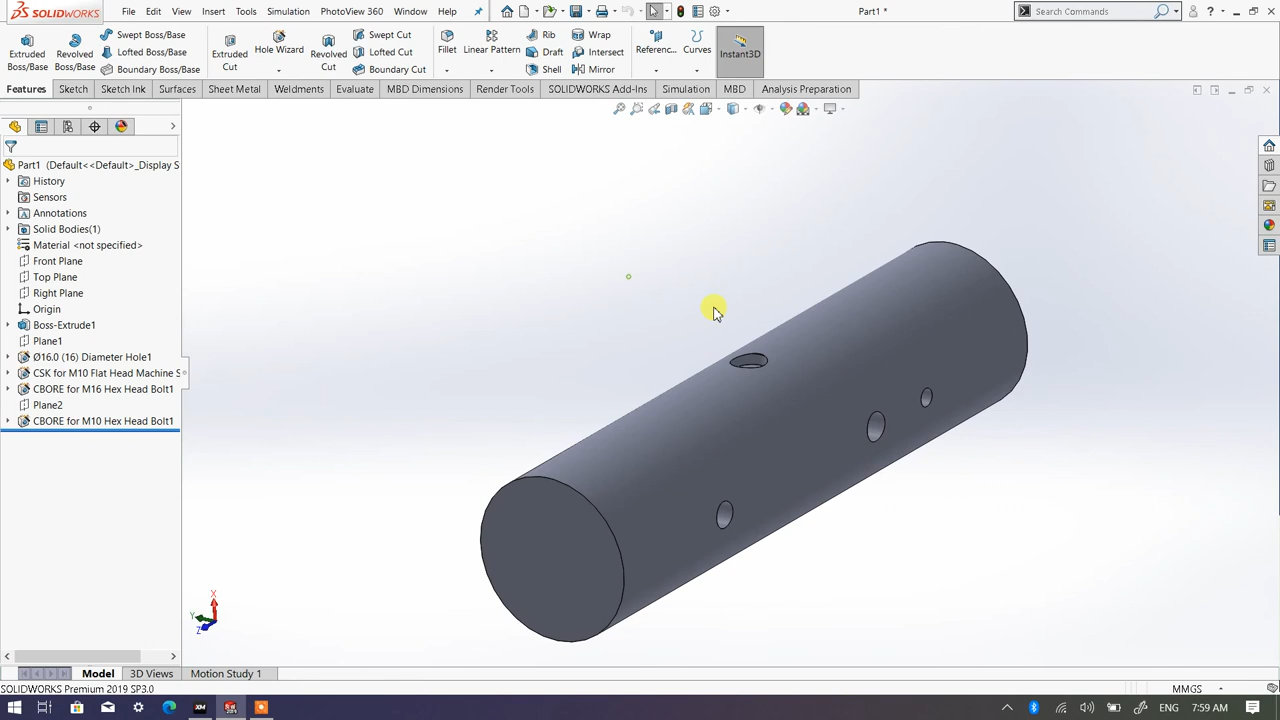 SOLIDWORKS File Edit View Insert Tools Simulation PhotoView 360 Window Help Part1 * Search Commands ?
Extruded Boss/Base
Revolved Boss/Base
Swept Boss/Base
Lofted Boss/Base
Boundary Boss/Base
Extruded Cut
Hole Wizard
Revolved Cut
Swept Cut
Lofted Cut
Boundary Cut
Fillet
Linear Pattern
Rib
Draft
Shell
Wrap
Intersect
Mirror
Referenc...
Curves
Instant3D
Features Sketch Sketch Ink Surfaces Sheet Metal Weldments Evaluate MBD Dimensions Render Tools SOLIDWORKS Add-Ins Simulation MBD Analysis Preparation
Part1 (Default<<Default>_Display S
History
Sensors
Annotations
Solid Bodies(1)
Material <not specified>
Front Plane
Top Plane
Right Plane
Origin
Boss-Extrude1
Plane1
Ø16.0 (16) Diameter Hole1
CSK for M10 Flat Head Machine S
CBORE for M16 Hex Head Bolt1
Plane2
CBORE for M10 Hex Head Bolt1
X
Y
Z
Model 3D Views Motion Study 1
SOLIDWORKS Premium 2019 SP3.0 MMGS
ENG 7:59 AM